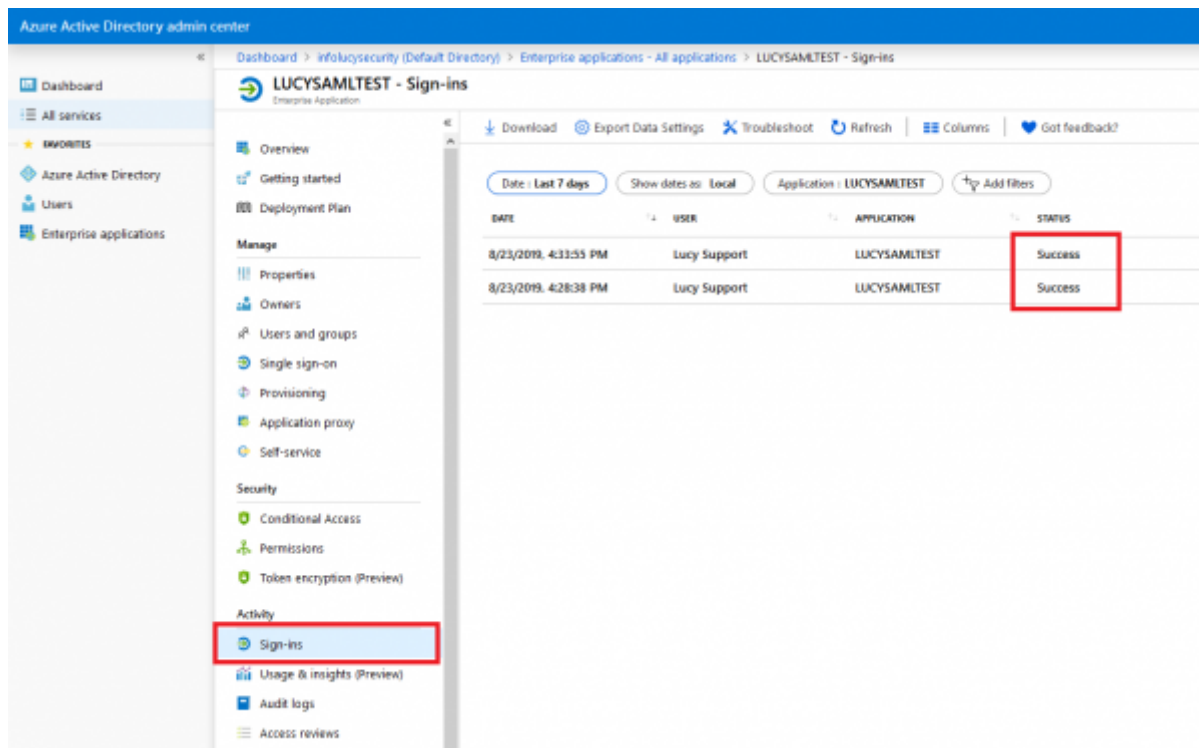 Azure Active Directory admin center
«
Dashboard > infolucysecurity (Default Directory) > Enterprise applications - All applications > LUCYSAMLTEST - Sign-ins
Dashboard
All services
FAVORITES
Azure Active Directory
Users
Enterprise applications
LUCYSAMLTEST - Sign-ins
Enterprise Application
«
Overview
Getting started
Deployment Plan
Manage
Properties
Owners
Users and groups
Single sign-on
Provisioning
Application proxy
Self-service
Security
Conditional Access
Permissions
Token encryption (Preview)
Activity
Sign-ins
Usage & insights (Preview)
Audit logs
Access reviews
Download Export Data Settings Troubleshoot Refresh Columns Got feedback?
Date : Last 7 days Show dates as: Local Application : LUCYSAMLTEST Add filters
DATE USER APPLICATION STATUS
8/23/2019, 4:33:55 PM Lucy Support LUCYSAMLTEST Success
8/23/2019, 4:28:38 PM Lucy Support LUCYSAMLTEST Success